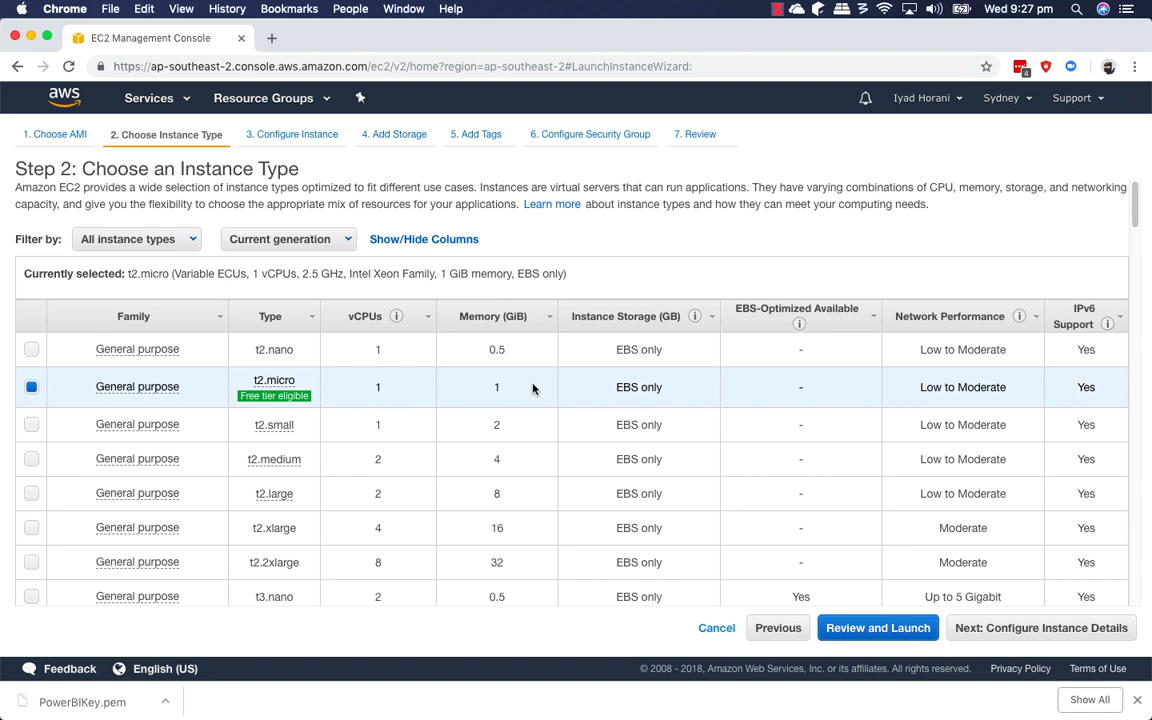 Chrome File Edit View History Bookmarks People Window Help Wed 9:27 pm
EC2 Management Console
https://ap-southeast-2.console.aws.amazon.com/ec2/v2/home?region=ap-southeast-2#LaunchInstanceWizard:
4
aws Services Resource Groups Iyad Horani Sydney Support
1. Choose AMI 2. Choose Instance Type 3. Configure Instance 4. Add Storage 5. Add Tags 6. Configure Security Group 7. Review
Step 2: Choose an Instance Type
Amazon EC2 provides a wide selection of instance types optimized to fit different use cases. Instances are virtual servers that can run applications. They have varying combinations of CPU, memory, storage, and networking
capacity, and give you the flexibility to choose the appropriate mix of resources for your applications. Learn more about instance types and how they can meet your computing needs.
Filter by: All instance types Current generation Show/Hide Columns
Currently selected: t2.micro (Variable ECUs, 1 vCPUs, 2.5 GHz, Intel Xeon Family, 1 GiB memory, EBS only)
Family Type vCPUs i Memory (GiB) Instance Storage (GB) i EBS-Optimized Available i Network Performance i IPv6 Support i
General purpose t2.nano 1 0.5 EBS only - Low to Moderate Yes
General purpose t2.micro 1 1 EBS only - Low to Moderate Yes
Free tier eligible
General purpose t2.small 1 2 EBS only - Low to Moderate Yes
General purpose t2.medium 2 4 EBS only - Low to Moderate Yes
General purpose t2.large 2 8 EBS only - Low to Moderate Yes
General purpose t2.xlarge 4 16 EBS only - Moderate Yes
General purpose t2.2xlarge 8 32 EBS only - Moderate Yes
General purpose t3.nano 2 0.5 EBS only Yes Up to 5 Gigabit Yes
Cancel Previous Review and Launch Next: Configure Instance Details
Feedback English (US) © 2008 - 2018, Amazon Web Services, Inc. or its affiliates. All rights reserved. Privacy Policy Terms of Use
PowerBIKey.pem Show All